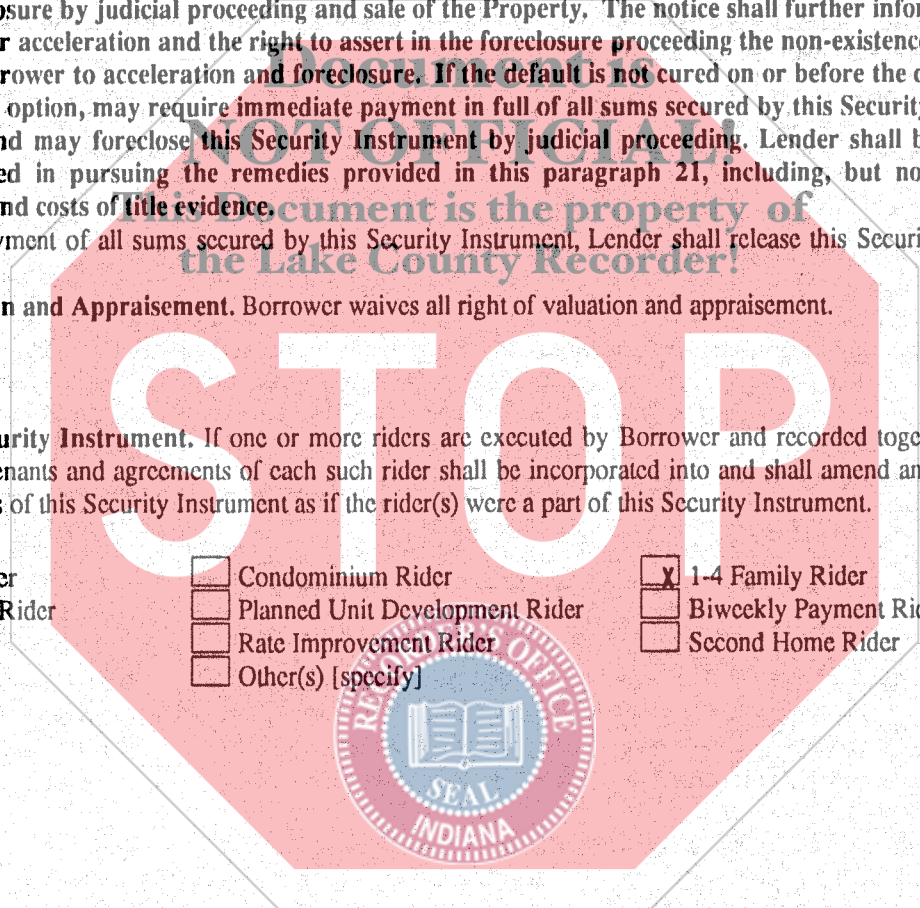 osure by judicial proceeding and sale of the Property. The notice shall further infor
r acceleration and the right to assert in the foreclosure proceeding the non-existenc
rower to acceleration and foreclosure. If the default is not cured on or before the d
option, may require immediate payment in full of all sums secured by this Securit
nd may foreclose this Security Instrument by judicial proceeding. Lender shall b
ed in pursuing the remedies provided in this paragraph 21, including, but no
nd costs of title evidence.
yment of all sums secured by this Security Instrument, Lender shall release this Securi
n and Appraisement. Borrower waives all right of valuation and appraisement.
urity Instrument. If one or more riders are executed by Borrower and recorded toge
enants and agreements of each such rider shall be incorporated into and shall amend an
s of this Security Instrument as if the rider(s) were a part of this Security Instrument.
er Condominium Rider X 1-4 Family Rider
Rider Planned Unit Development Rider Biweekly Payment Rid
Rate Improvement Rider Second Home Rider
Other(s) [specify]
Document is
NOT OFFICIAL!
This Document is the property of
the Lake County Recorder!
STOP
RECORDER'S OFFICE
SEAL
INDIANA